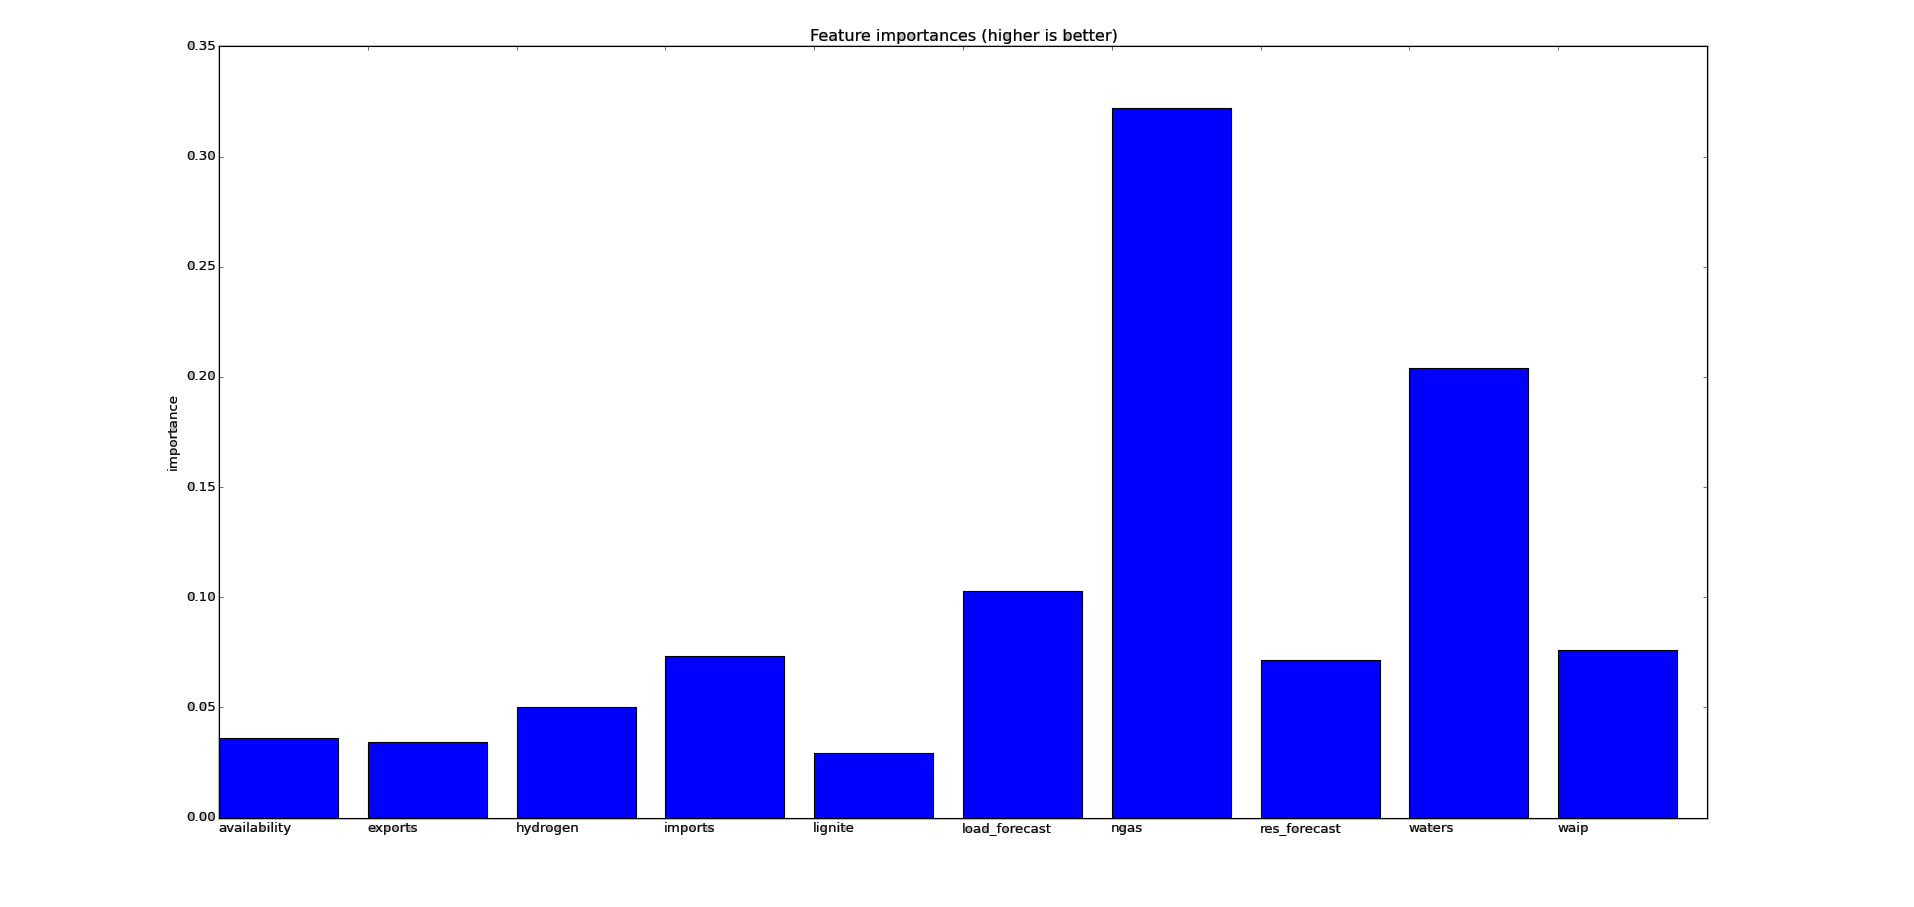 Feature importances (higher is better)
0.35
0.30
0.25
0.20
0.15
0.10
0.05
0.00
importance
availability
exports
hydrogen
imports
lignite
load_forecast
ngas
res_forecast
waters
waip